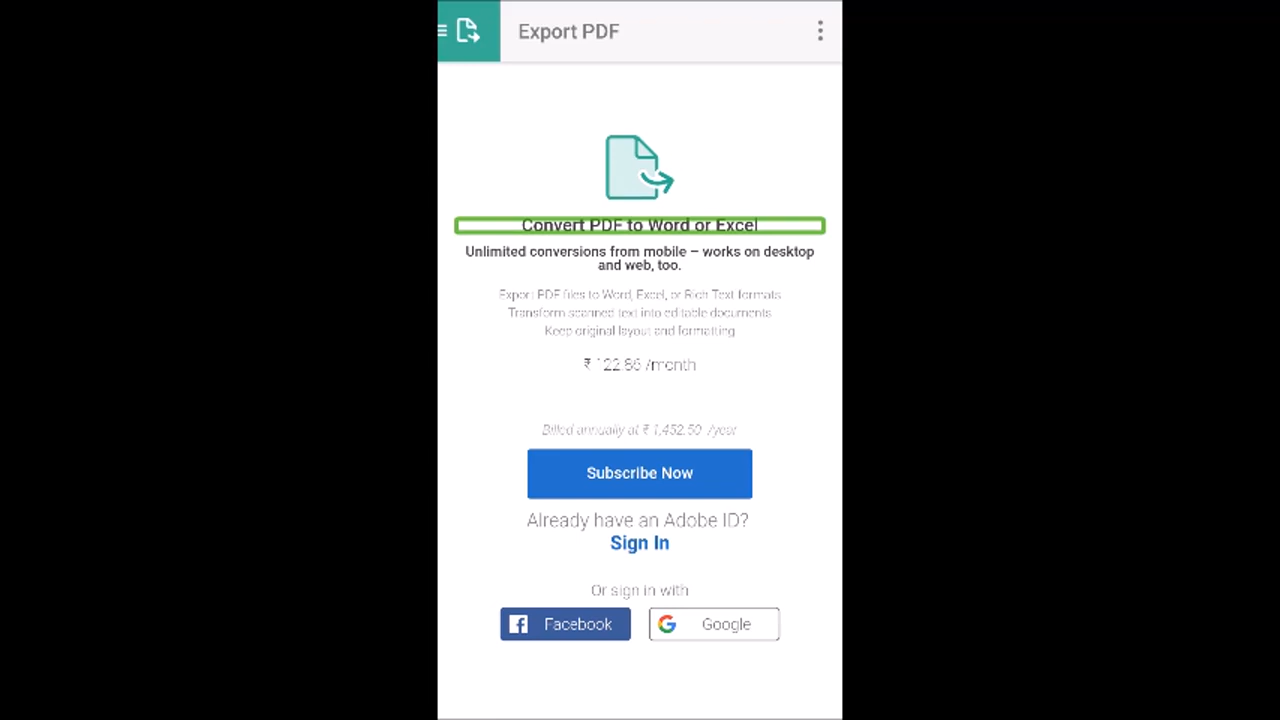 Export PDF
Convert PDF to Word or Excel
Unlimited conversions from mobile – works on desktop
and web, too.
Export PDF files to Word, Excel, or Rich Text formats
Transform scanned text into editable documents
Keep original layout and formatting
₹ 122.86 /month
Billed annually at ₹ 1,452.50 /year
Subscribe Now
Already have an Adobe ID?
Sign In
Or sign in with
Facebook
Google